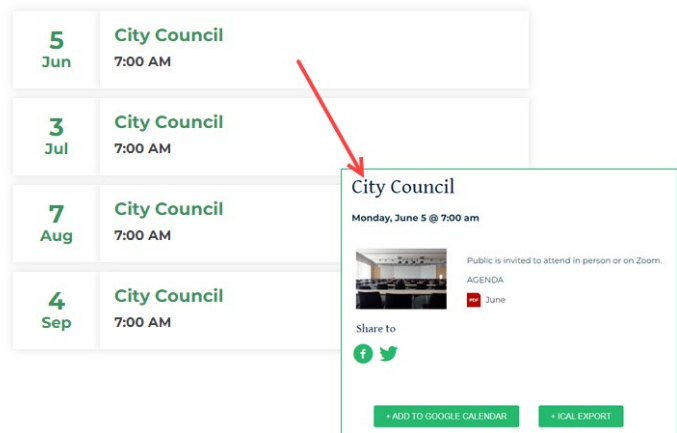 5
Jun
City Council
7:00 AM
3
Jul
City Council
7:00 AM
7
Aug
City Council
7:00 AM
4
Sep
City Council
7:00 AM
City Council
Monday, June 5 @ 7:00 am
Public is invited to attend in person or on Zoom.
AGENDA
PDF June
Share to
+ ADD TO GOOGLE CALENDAR
+ ICAL EXPORT